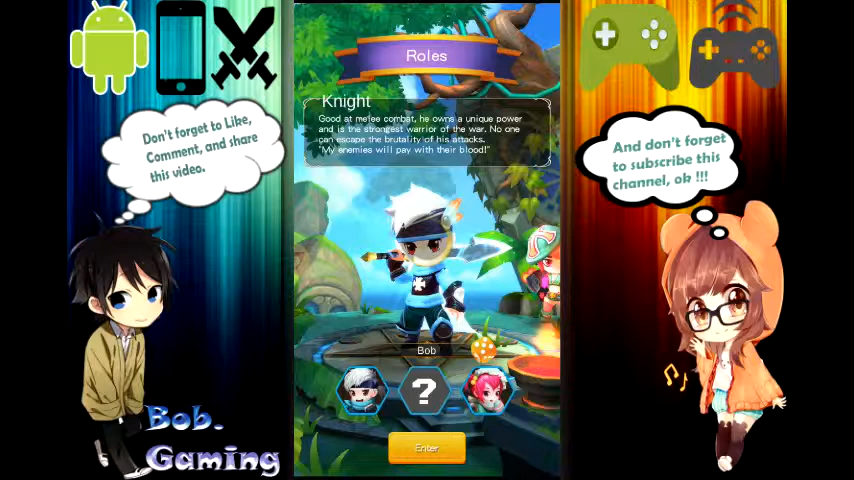 Roles
Knight
Good at melee combat, he owns a unique power
and is the strongest warrior of the war. No one
can escape the brutality of his attacks.
"My enemies will pay with their blood!"
Don't forget to Like,
Comment, and share
this video.
And don't forget
to subscribe this
channel, ok !!!
Bob
?
Enter
Bob.
Gaming